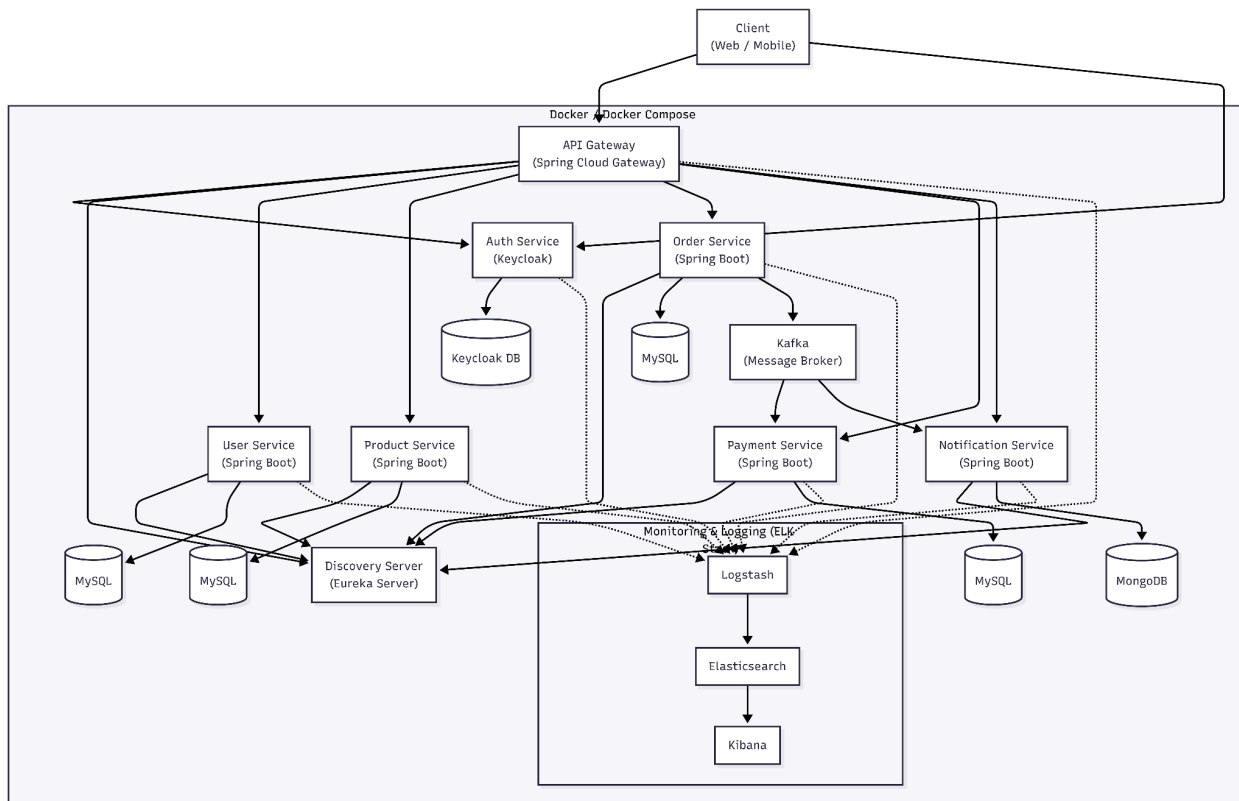 Client
(Web / Mobile)
Docker / Docker Compose
API Gateway
(Spring Cloud Gateway)
Auth Service
(Keycloak)
Order Service
(Spring Boot)
Keycloak DB
MySQL
Kafka
(Message Broker)
User Service
(Spring Boot)
Product Service
(Spring Boot)
Payment Service
(Spring Boot)
Notification Service
(Spring Boot)
Monitoring & Logging (ELK
MySQL
MySQL
Discovery Server
(Eureka Server)
Logstash
MySQL
MongoDB
Elasticsearch
Kibana